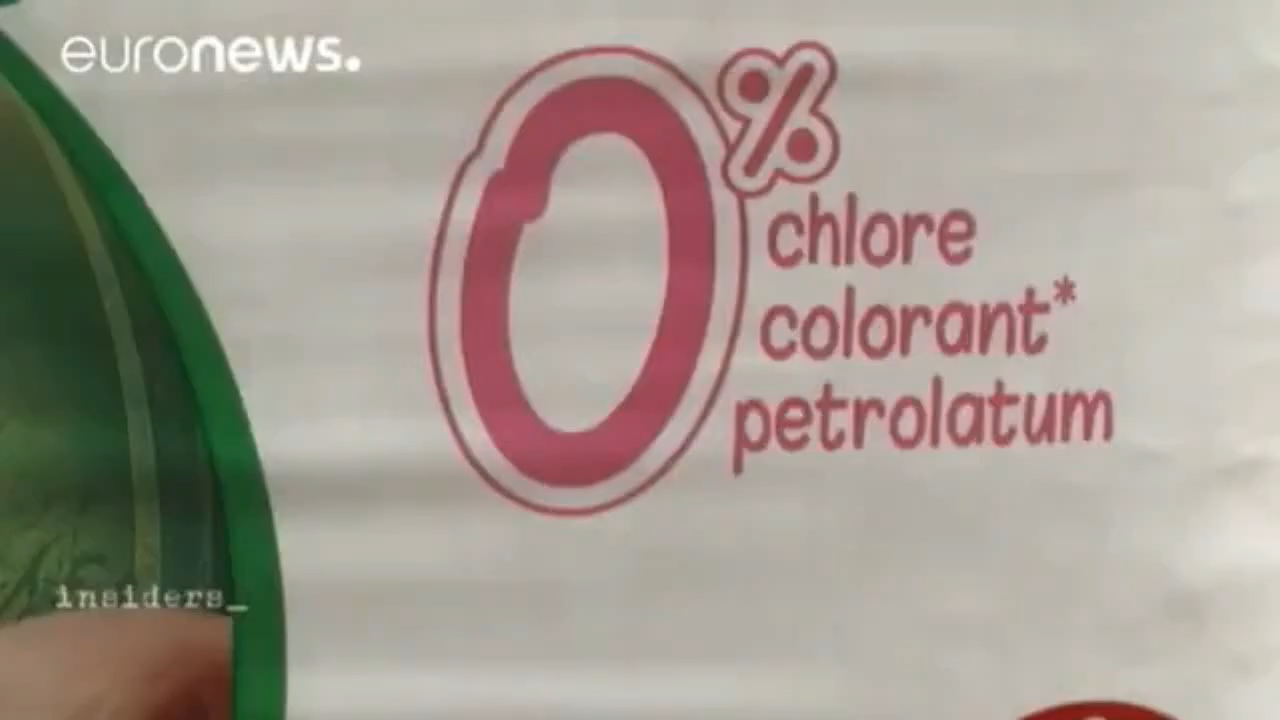 euronews.
0%
chlore
colorant*
petrolatum
insiders_